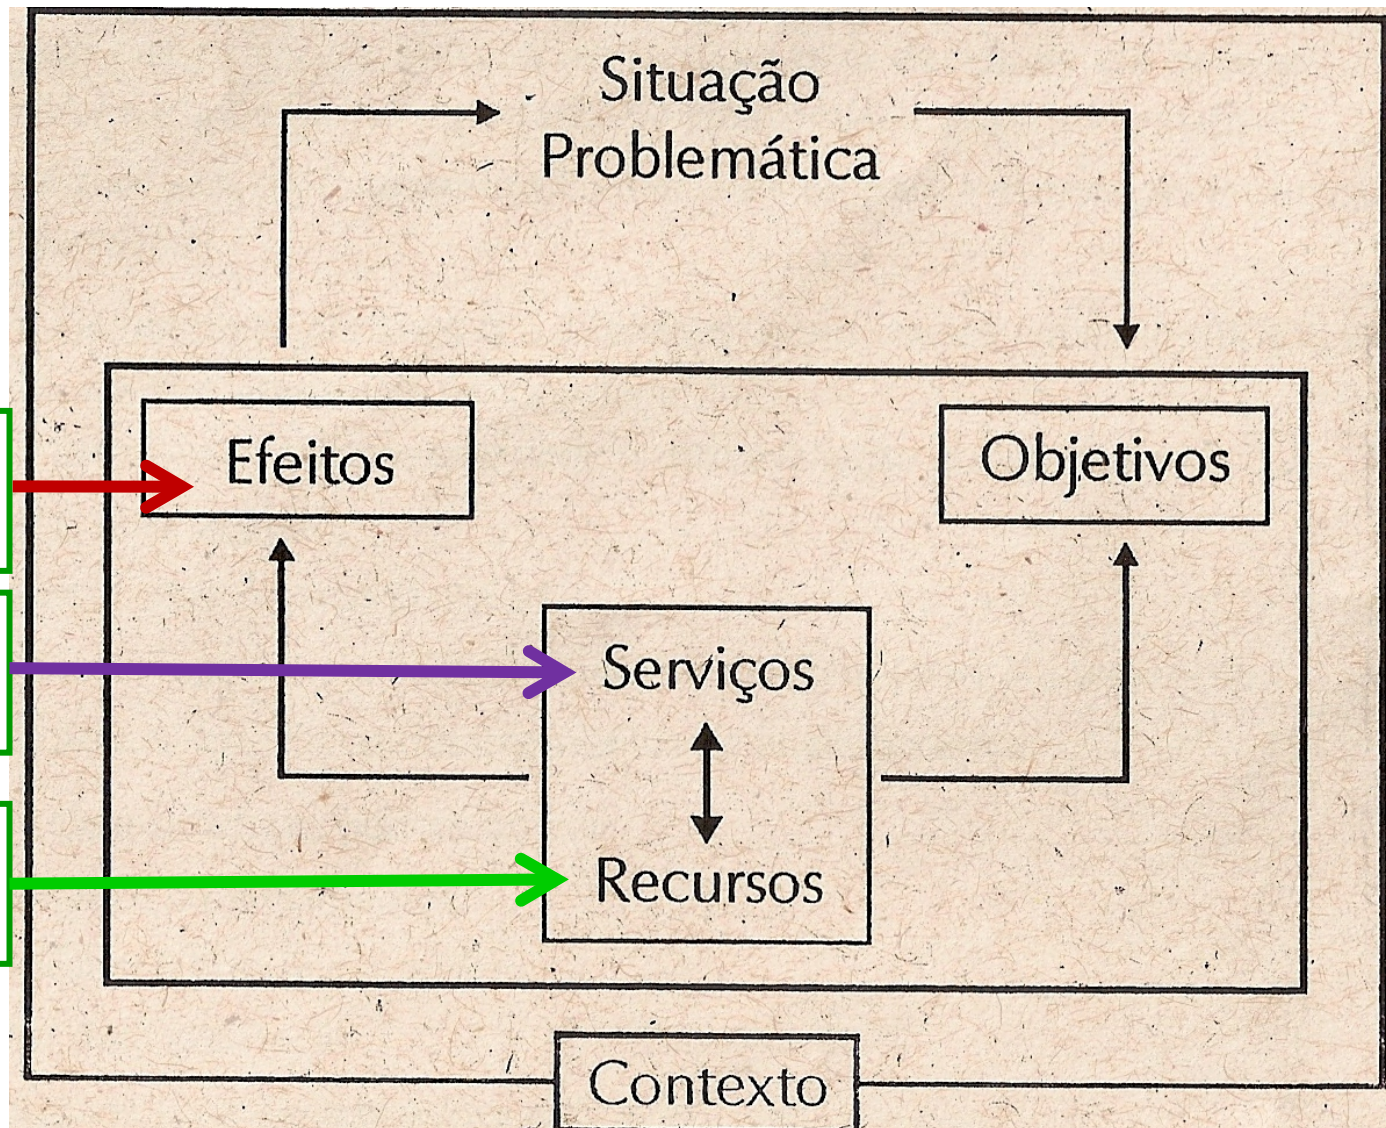 Situação
Problemática
Efeitos
Objetivos
Serviços
Recursos
Contexto